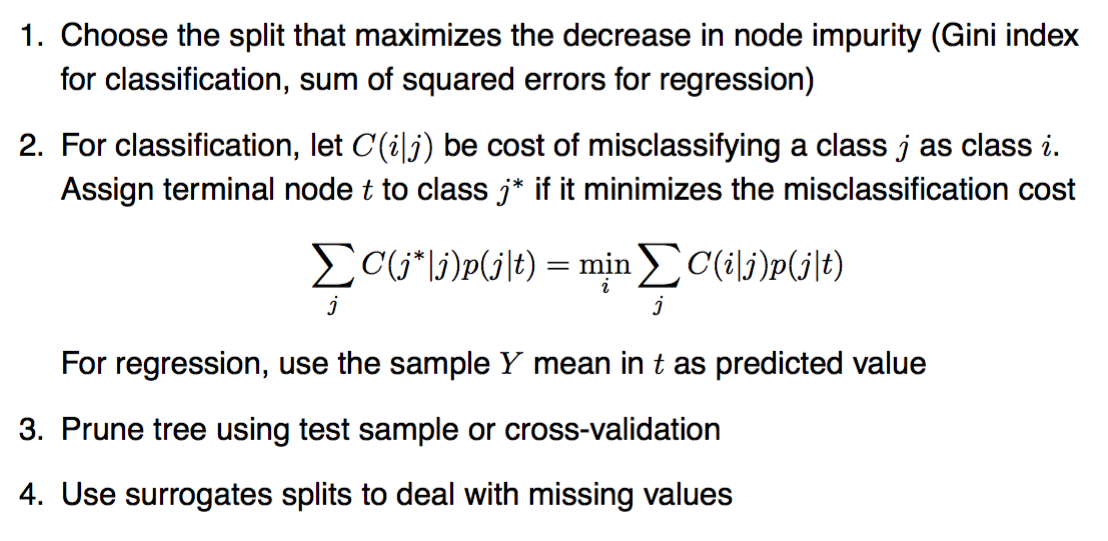 1. Choose the split that maximizes the decrease in node impurity (Gini index
for classification, sum of squared errors for regression)
2. For classification, let C(i|j) be cost of misclassifying a class j as class i.
Assign terminal node t to class j* if it minimizes the misclassification cost
∑_j C(j*|j)p(j|t) = min_i ∑_j C(i|j)p(j|t)
For regression, use the sample Y mean in t as predicted value
3. Prune tree using test sample or cross-validation
4. Use surrogates splits to deal with missing values